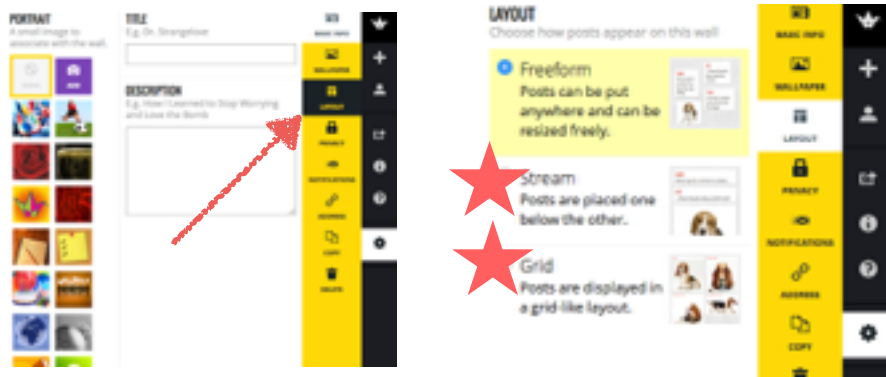 PORTRAIT
A small image to
associate with the wall.
TITLE
E.g. Dr. Strangelove
DESCRIPTION
E.g. How I Learned to Stop Worrying
and Love the Bomb
BASIC INFO
WALLPAPER
LAYOUT
PRIVACY
NOTIFICATIONS
ADDRESS
COPY
DELETE
LAYOUT
Choose how posts appear on this wall
Freeform
Posts can be put
anywhere and can be
resized freely.
Stream
Posts are placed one
below the other.
Grid
Posts are displayed in
a grid-like layout.
BASIC INFO
WALLPAPER
LAYOUT
PRIVACY
NOTIFICATIONS
ADDRESS
COPY